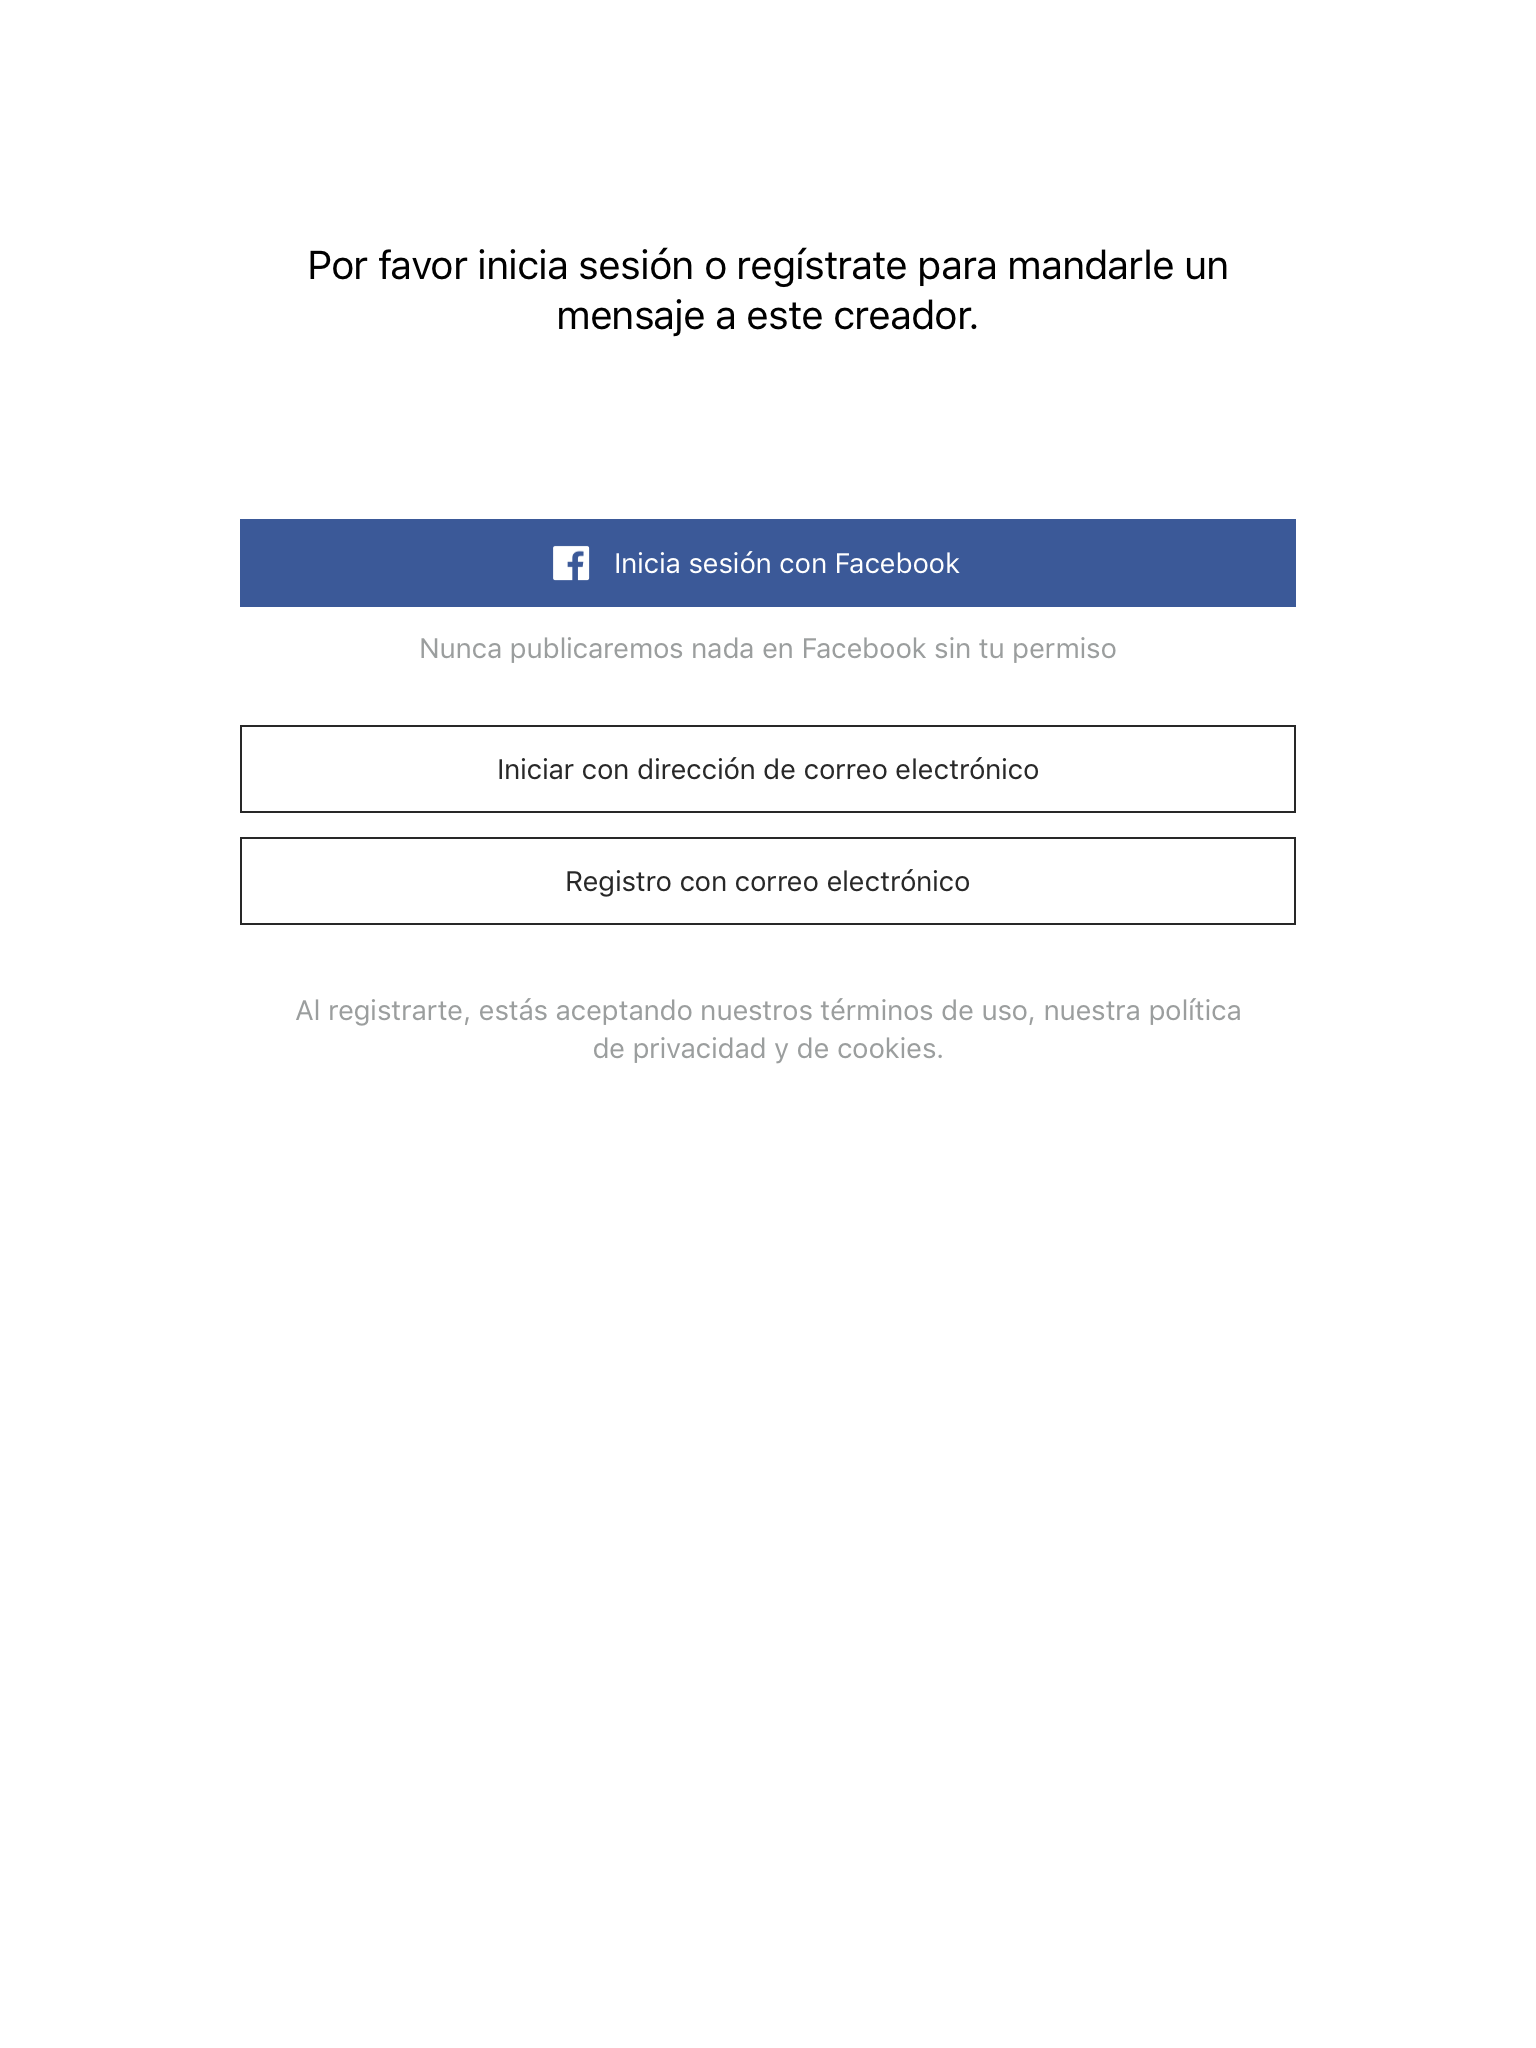 Por favor inicia sesión o regístrate para mandarle un
mensaje a este creador.
Inicia sesión con Facebook
Nunca publicaremos nada en Facebook sin tu permiso
Iniciar con dirección de correo electrónico
Registro con correo electrónico
Al registrarte, estás aceptando nuestros términos de uso, nuestra política
de privacidad y de cookies.